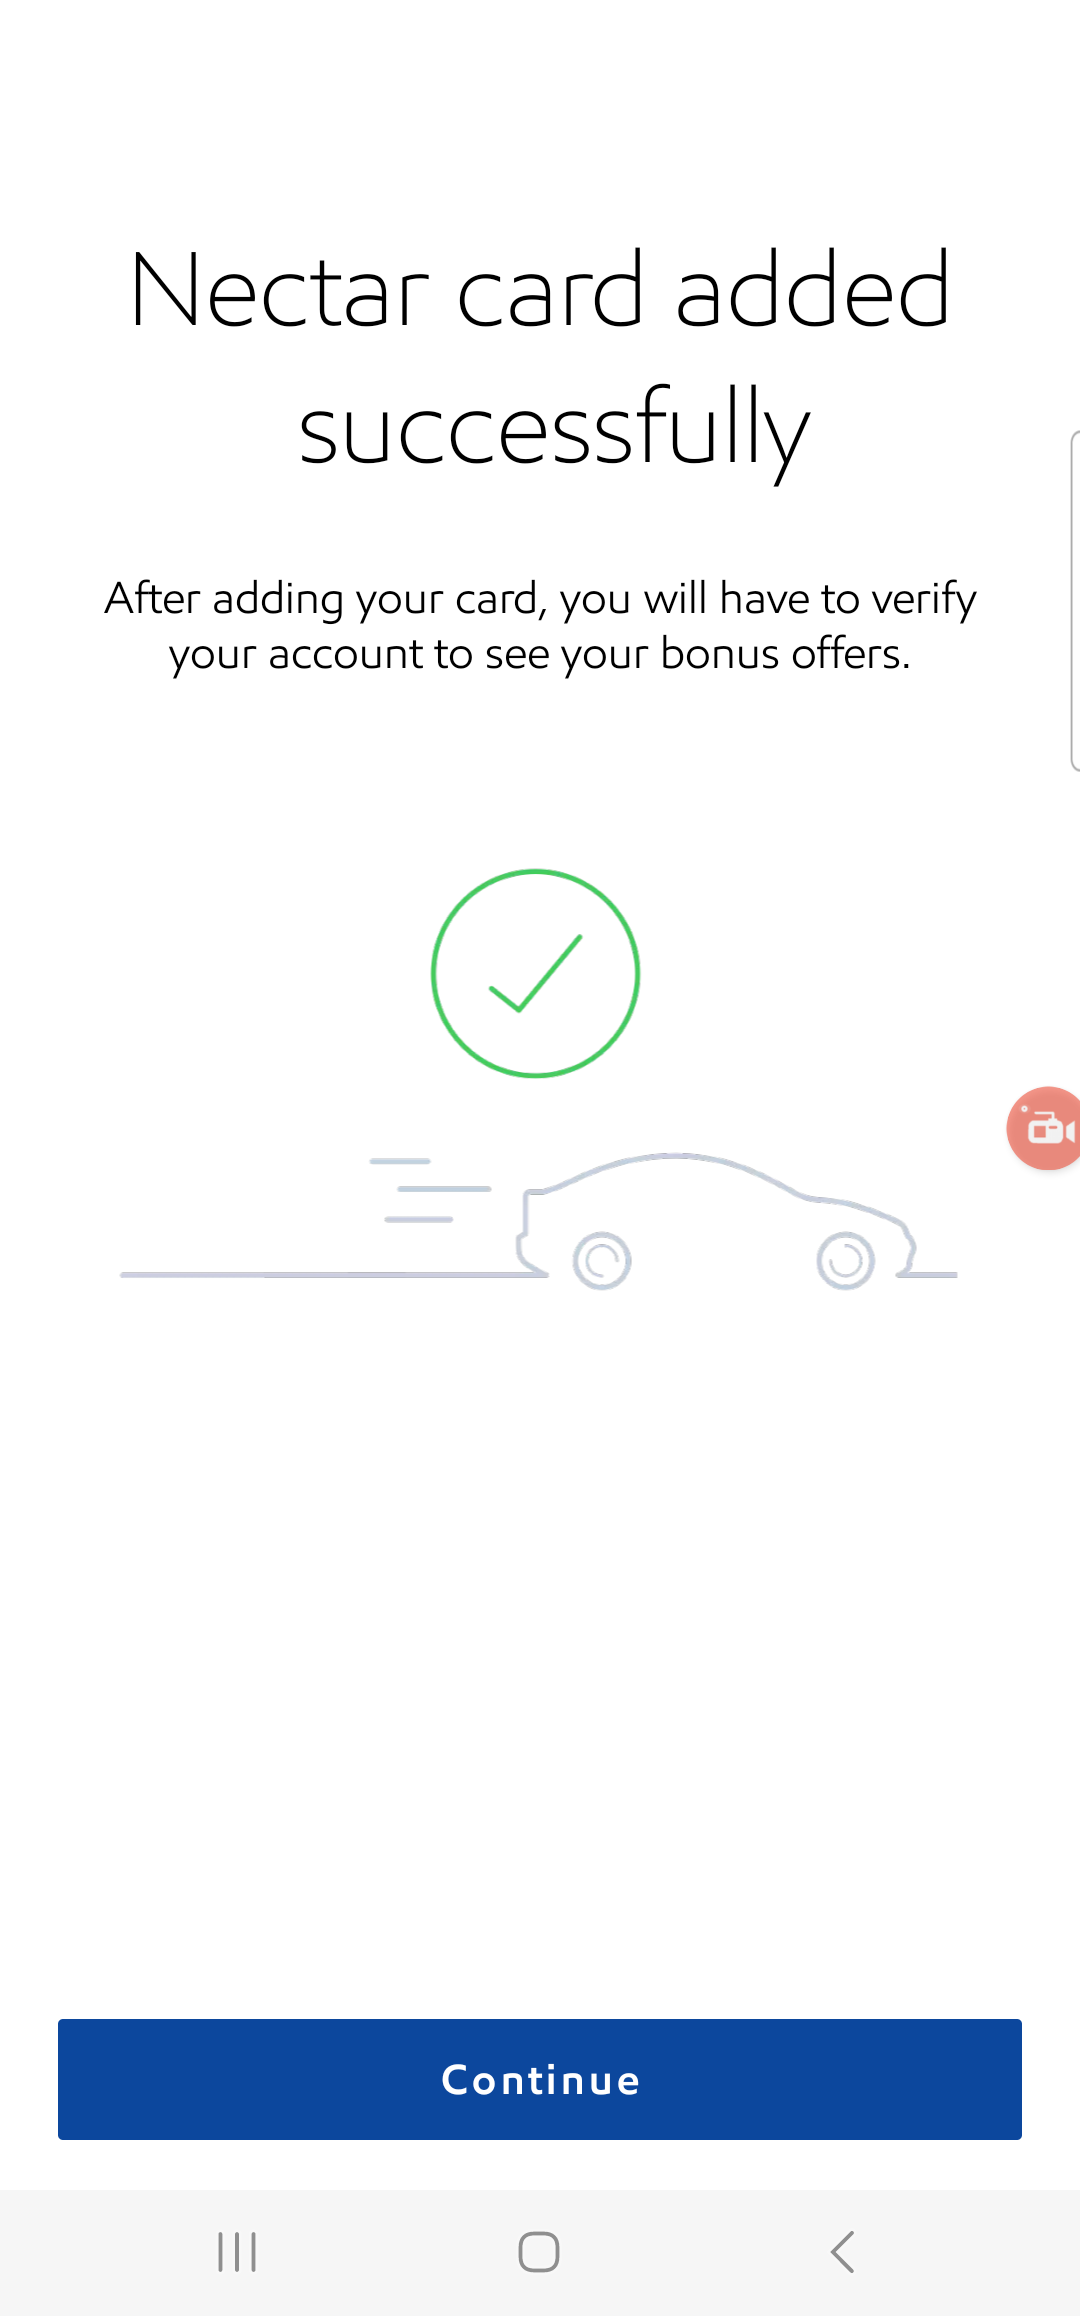 Nectar card added
successfully
After adding your card, you will have to verify
your account to see your bonus offers.
Continue